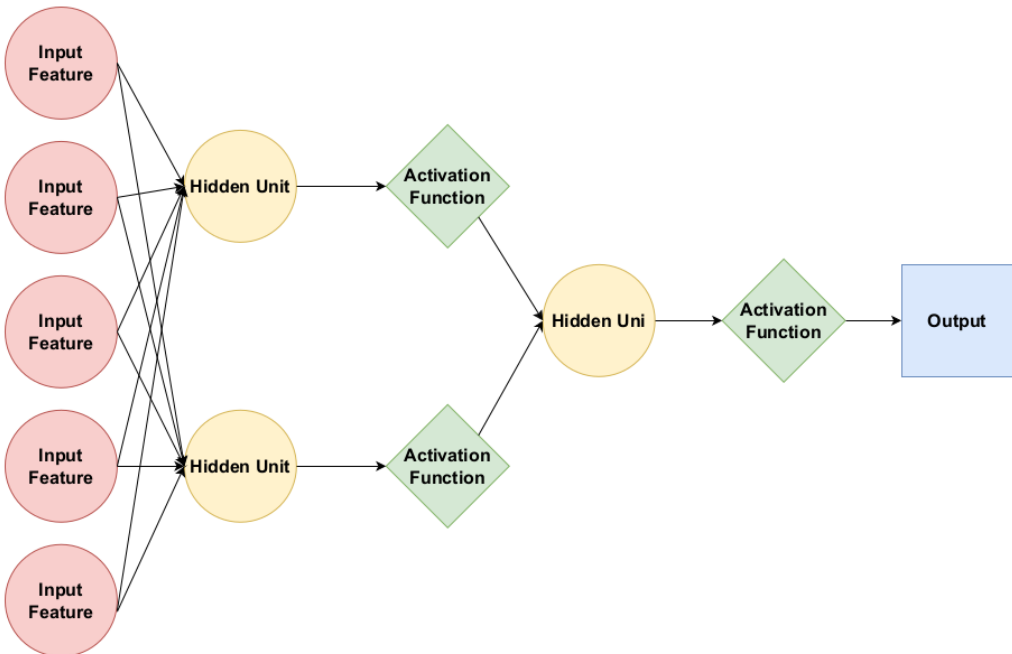 Input
Feature
Input
Feature
Input
Feature
Input
Feature
Input
Feature
Hidden Unit
Hidden Unit
Activation
Function
Activation
Function
Hidden Uni
Activation
Function
Output